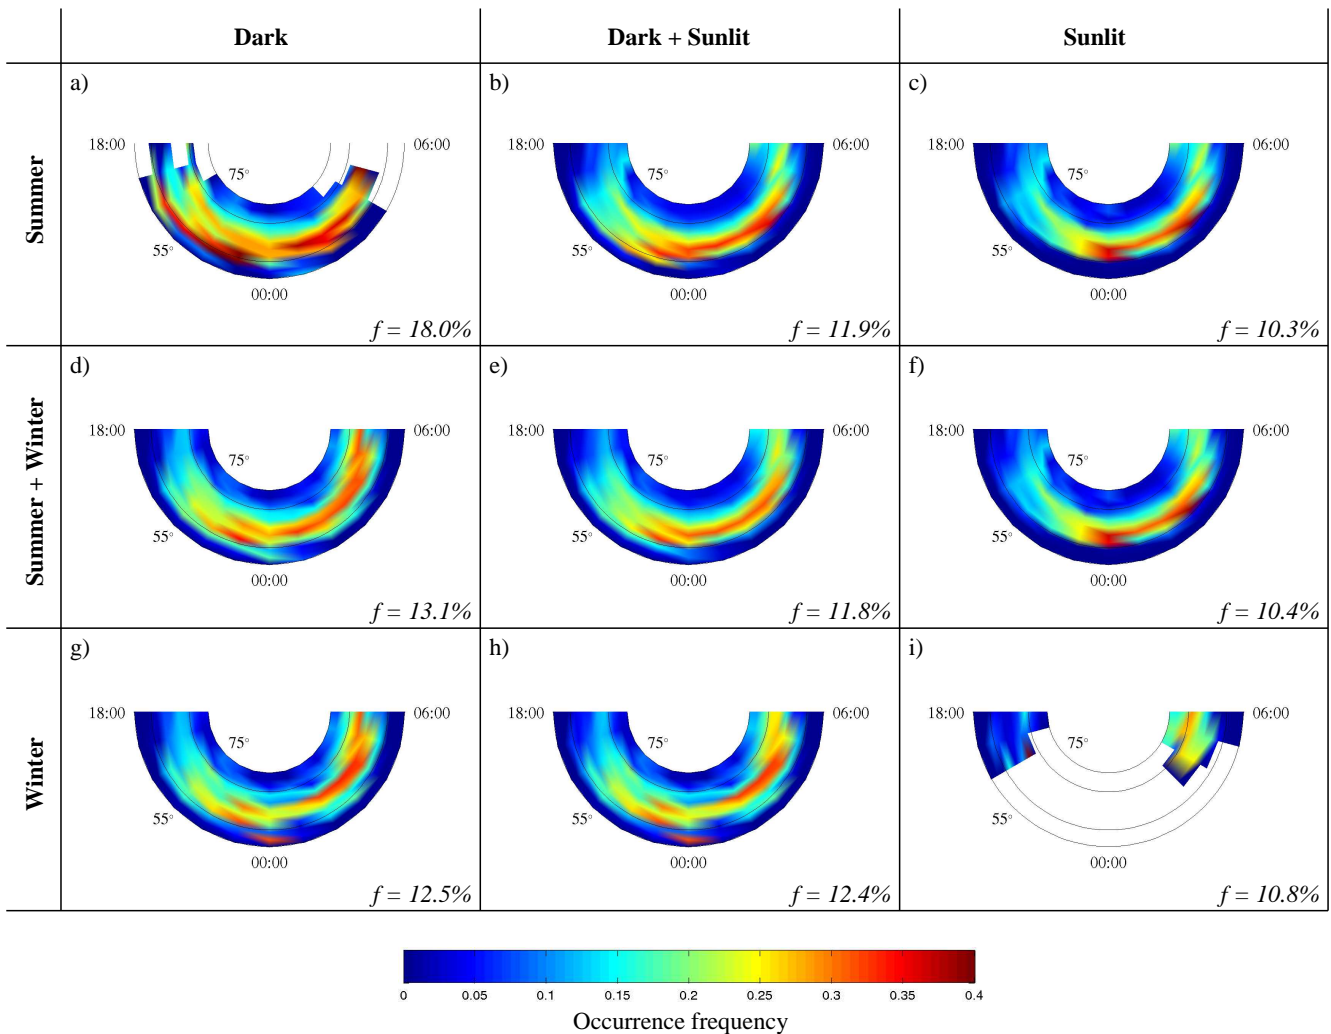 Dark
Dark + Sunlit
Sunlit
Summer
a)
18:00
06:00
75°
55°
00:00
f = 18.0%
b)
18:00
06:00
75°
55°
00:00
f = 11.9%
c)
18:00
06:00
75°
55°
00:00
f = 10.3%
Summer + Winter
d)
18:00
06:00
75°
55°
00:00
f = 13.1%
e)
18:00
06:00
75°
55°
00:00
f = 11.8%
f)
18:00
06:00
75°
55°
00:00
f = 10.4%
Winter
g)
18:00
06:00
75°
55°
00:00
f = 12.5%
h)
18:00
06:00
75°
55°
00:00
f = 12.4%
i)
18:00
06:00
75°
55°
00:00
f = 10.8%
0 0.05 0.1 0.15 0.2 0.25 0.3 0.35 0.4
Occurrence frequency